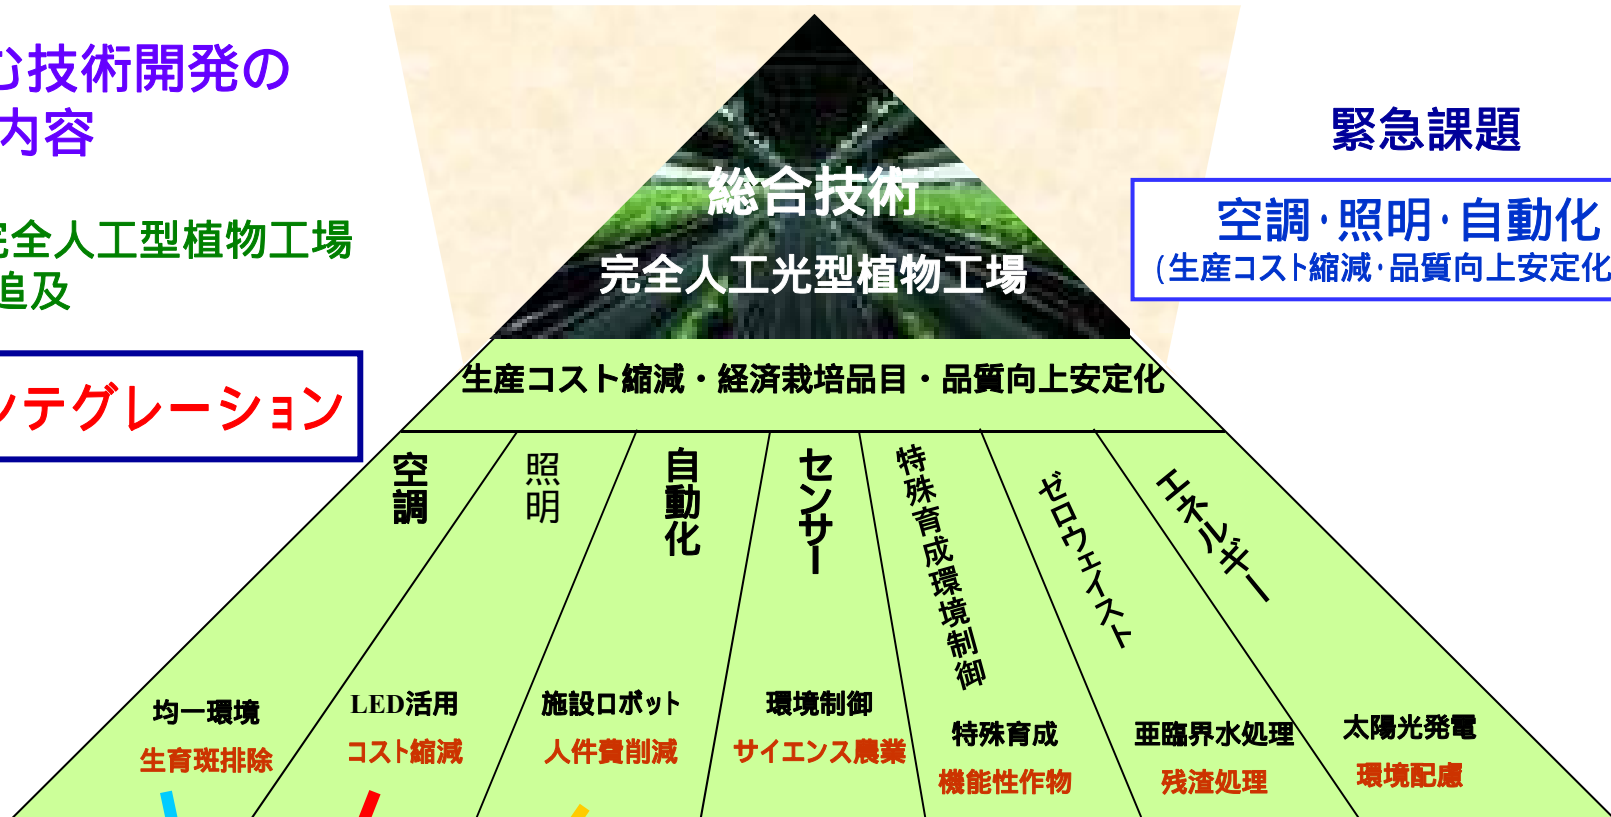 む技術開発の
内容
完全人工型植物工場
追及
ンテグレーション
総合技術
完全人工光型植物工場
緊急課題
空調・照明・自動化
(生産コスト縮減・品質向上安定化
生産コスト縮減・経済栽培品目・品質向上安定化
空調
照明
自動化
センサー
特殊育成環境制御
ゼロウェイスト
エネルギー
均一環境
生育斑排除
LED活用
コスト縮減
施設ロボット
人件費削減
環境制御
サイエンス農業
特殊育成
機能性作物
亜臨界水処理
残渣処理
太陽光発電
環境配慮